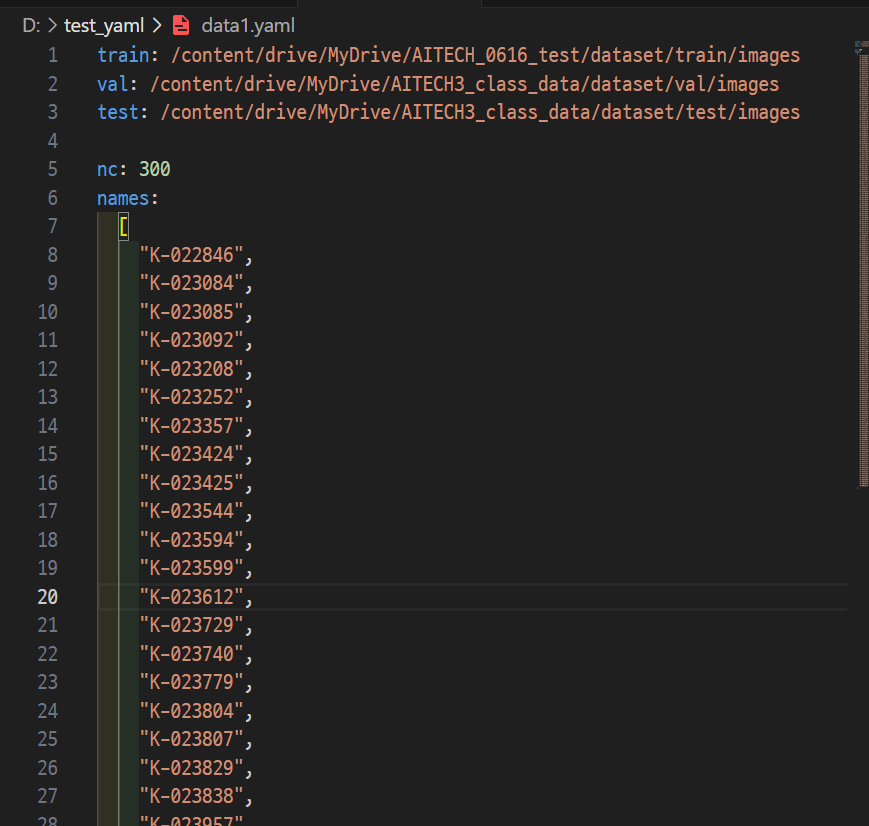 D: > test_yaml > data1.yaml
1 train: /content/drive/MyDrive/AITECH_0616_test/dataset/train/images
2 val: /content/drive/MyDrive/AITECH3_class_data/dataset/val/images
3 test: /content/drive/MyDrive/AITECH3_class_data/dataset/test/images
4
5 nc: 300
6 names:
7 [
8 "K-022846",
9 "K-023084",
10 "K-023085",
11 "K-023092",
12 "K-023208",
13 "K-023252",
14 "K-023357",
15 "K-023424",
16 "K-023425",
17 "K-023544",
18 "K-023594",
19 "K-023599",
20 "K-023612",
21 "K-023729",
22 "K-023740",
23 "K-023779",
24 "K-023804",
25 "K-023807",
26 "K-023829",
27 "K-023838",
28 "K-023957"